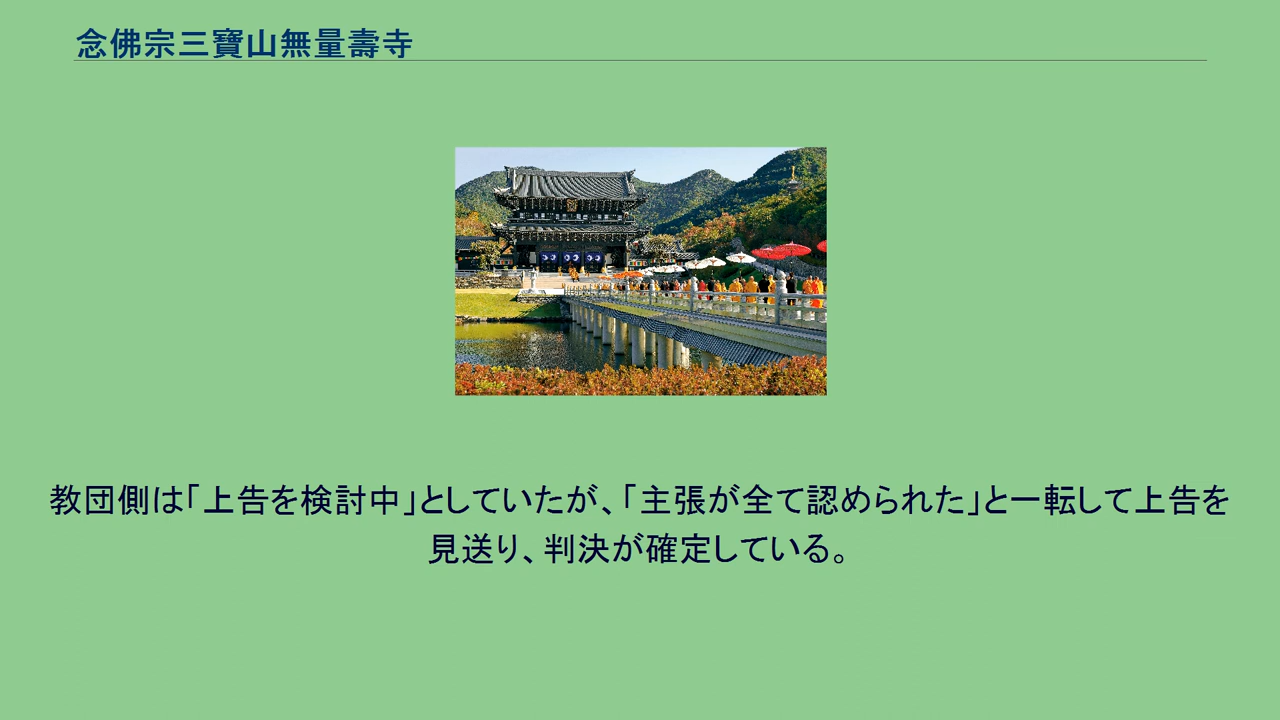 念佛宗三寶山無量壽寺
教団側は「上告を検討中」としていたが、「主張が全て認められた」と一転して上告を
見送り、判決が確定している。